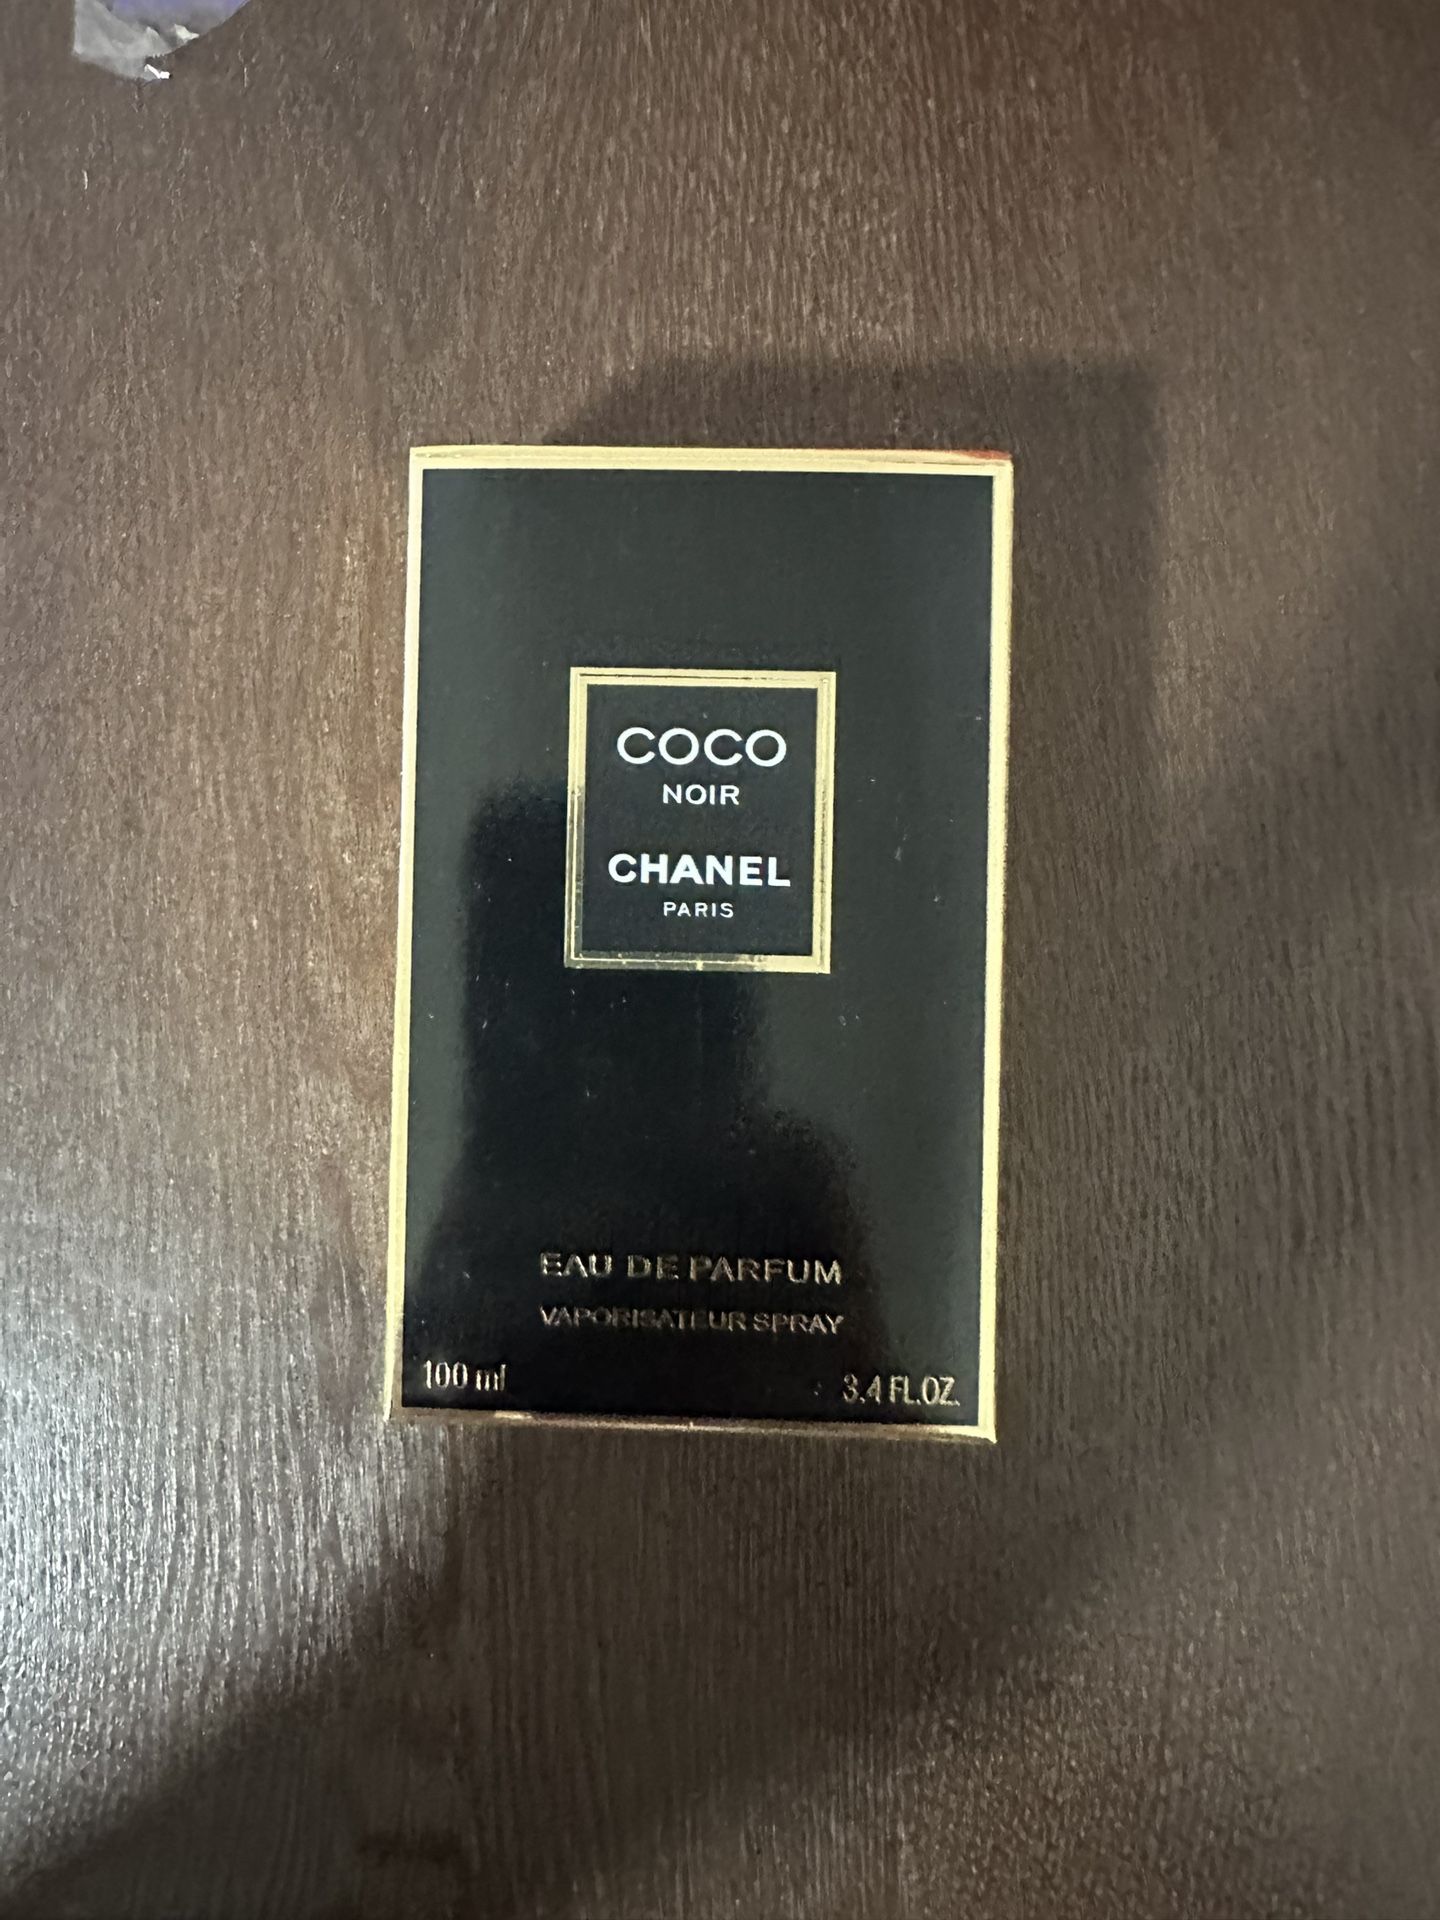 COCO
NOIR
CHANEL
PARIS
EAU DE PARFUM
VAPORISATEUR SPRAY
100 ml
3.4 FL.OZ.